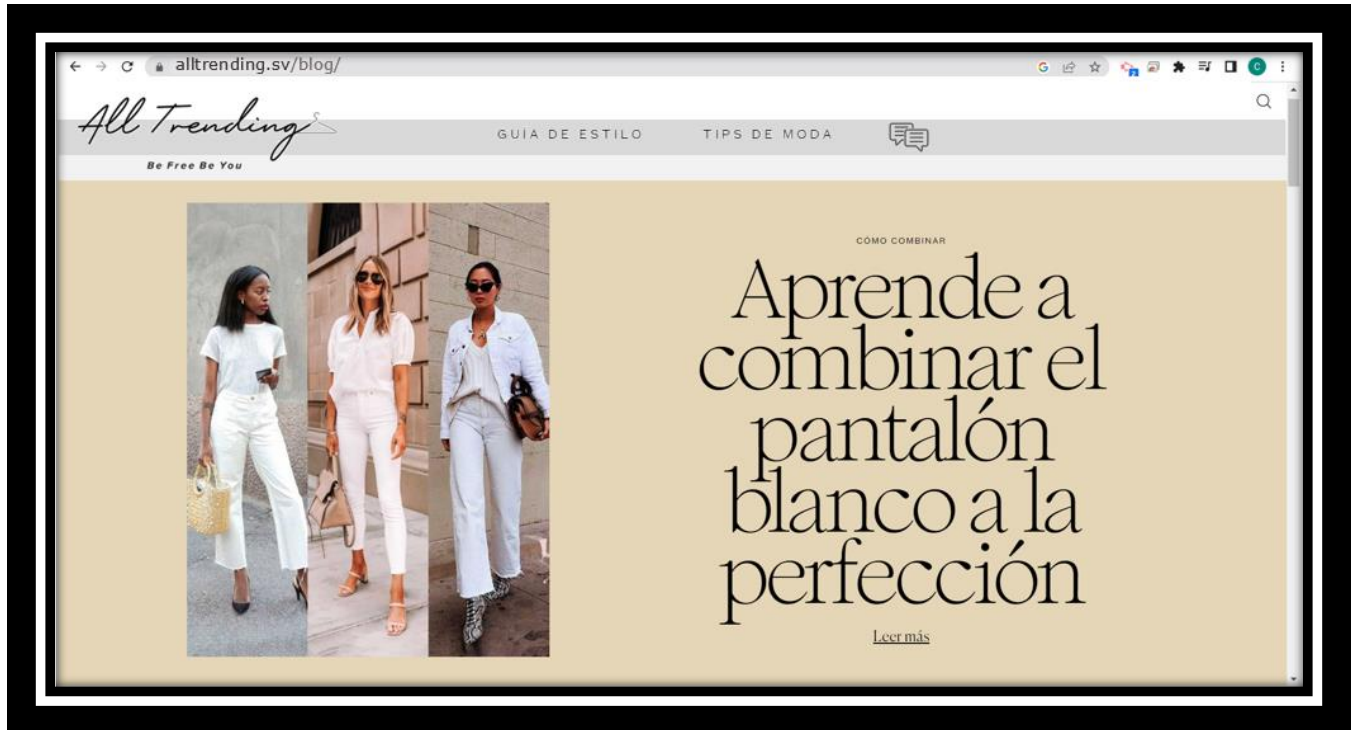 alltrending.sv/blog/
All Trending
GUÍA DE ESTILO
TIPS DE MODA
Be Free Be You
CÓMO COMBINAR
Aprende a
combinar el
pantalón
blanco a la
perfección
Leer más